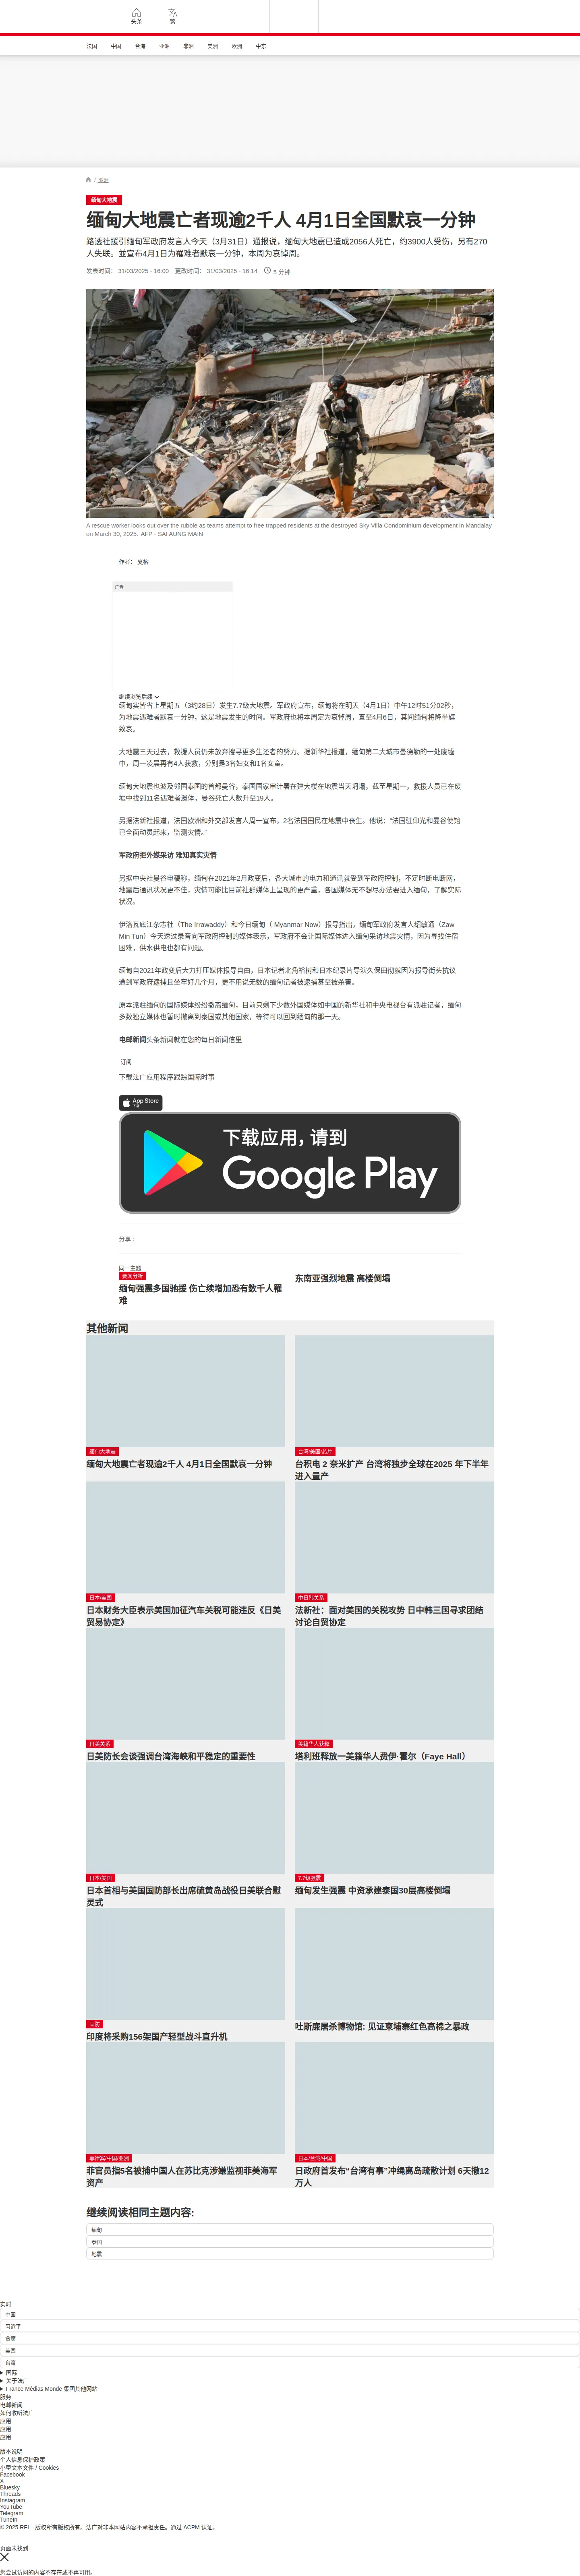 头条
繁
法国
中国
台海
亚洲
非洲
美洲
欧洲
中东
/ 亚洲
缅甸大地震
缅甸大地震亡者现逾2千人 4月1日全国默哀一分钟
路透社援引缅甸军政府发言人今天（3月31日）通报说，缅甸大地震已造成2056人死亡，约3900人受伤，另有270
人失联。并宣布4月1日为罹难者默哀一分钟，本周为哀悼周。
发表时间： 31/03/2025 - 16:00 更改时间： 31/03/2025 - 16:14 5 分钟
A rescue worker looks out over the rubble as teams attempt to free trapped residents at the destroyed Sky Villa Condominium development in Mandalay
on March 30, 2025. AFP - SAI AUNG MAIN
作者： 夏榕
广告
继续浏览后续
缅甸实皆省上星期五（3约28日）发生7.7级大地震。军政府宣布，缅甸将在明天（4月1日）中午12时51分02秒，
为地震遇难者默哀一分钟，这是地震发生的时间。军政府也将本周定为哀悼周，直至4月6日，其间缅甸将降半旗
致哀。
大地震三天过去，救援人员仍未放弃搜寻更多生还者的努力。据新华社报道，缅甸第二大城市曼德勒的一处废墟
中，周一凌晨再有4人获救，分别是3名妇女和1名女童。
缅甸大地震也波及邻国泰国的首都曼谷，泰国国家审计署在建大楼在地震当天坍塌，截至星期一，救援人员已在废
墟中找到11名遇难者遗体，曼谷死亡人数升至19人。
另据法新社报道，法国欧洲和外交部发言人周一宣布，2名法国国民在地震中丧生。他说：“法国驻仰光和曼谷使馆
已全面动员起来，监测灾情。”
军政府拒外媒采访 难知真实灾情
另据中央社曼谷电稿称，缅甸在2021年2月政变后，各大城市的电力和通讯就受到军政府控制，不定时断电断网，
地震后通讯状况更不佳，灾情可能比目前社群媒体上呈现的更严重，各国媒体无不想尽办法要进入缅甸，了解实际
状况。
伊洛瓦底江杂志社（The Irrawaddy）和今日缅甸（ Myanmar Now）报导指出，缅甸军政府发言人绍敏通（Zaw
Min Tun）今天透过录音向军政府控制的媒体表示，军政府不会让国际媒体进入缅甸采访地震灾情，因为寻找住宿
困难，供水供电也都有问题。
缅甸自2021年政变后大力打压媒体报导自由，日本记者北角裕树和日本纪录片导演久保田彻就因为报导街头抗议
遭到军政府逮捕且坐牢好几个月，更不用说无数的缅甸记者被逮捕甚至被杀害。
原本派驻缅甸的国际媒体纷纷撤离缅甸，目前只剩下少数外国媒体如中国的新华社和中央电视台有派驻记者，缅甸
多数独立媒体也暂时撤离到泰国或其他国家，等待可以回到缅甸的那一天。
电邮新闻头条新闻就在您的每日新闻信里
订阅
下载法广应用程序跟踪国际时事
App Store
下载
下载应用，请到
Google Play
分享 :
同一主题
要闻分析
缅甸强震多国驰援 伤亡续增加恐有数千人罹
难
东南亚强烈地震 高楼倒塌
其他新闻
缅甸大地震
缅甸大地震亡者现逾2千人 4月1日全国默哀一分钟
台湾/美国/芯片
台积电 2 奈米扩产 台湾将独步全球在2025 年下半年
进入量产
日本/美国
日本财务大臣表示美国加征汽车关税可能违反《日美
贸易协定》
中日韩关系
法新社：面对美国的关税攻势 日中韩三国寻求团结
讨论自贸协定
日美关系
日美防长会谈强调台湾海峡和平稳定的重要性
美籍华人获释
塔利班释放一美籍华人费伊·霍尔（Faye Hall）
日本/美国
日本首相与美国国防部长出席硫黄岛战役日美联合慰
灵式
7.7级强震
缅甸发生强震 中资承建泰国30层高楼倒塌
国防
印度将采购156架国产轻型战斗直升机
吐斯廉屠杀博物馆: 见证柬埔寨红色高棉之暴政
菲律宾/中国/亚洲
菲官员指5名被捕中国人在苏比克涉嫌监视菲美海军
资产
日本/台湾/中国
日政府首发布“台湾有事”冲绳离岛疏散计划 6天撤12
万人
继续阅读相同主题内容:
缅甸
泰国
地震
实时
中国
习近平
贪腐
美国
台湾
国际
关于法广
France Médias Monde 集团其他网站
服务
电邮新闻
如何收听法广
应用
应用
应用
版本说明
个人信息保护政策
小型文本文件 / Cookies
Facebook
X
Bluesky
Threads
Instagram
YouTube
Telegram
TuneIn
© 2025 RFI – 版权所有版权所有。法广对非本网站内容不承担责任。通过 ACPM 认证。
页面未找到
您尝试访问的内容不存在或不再可用。